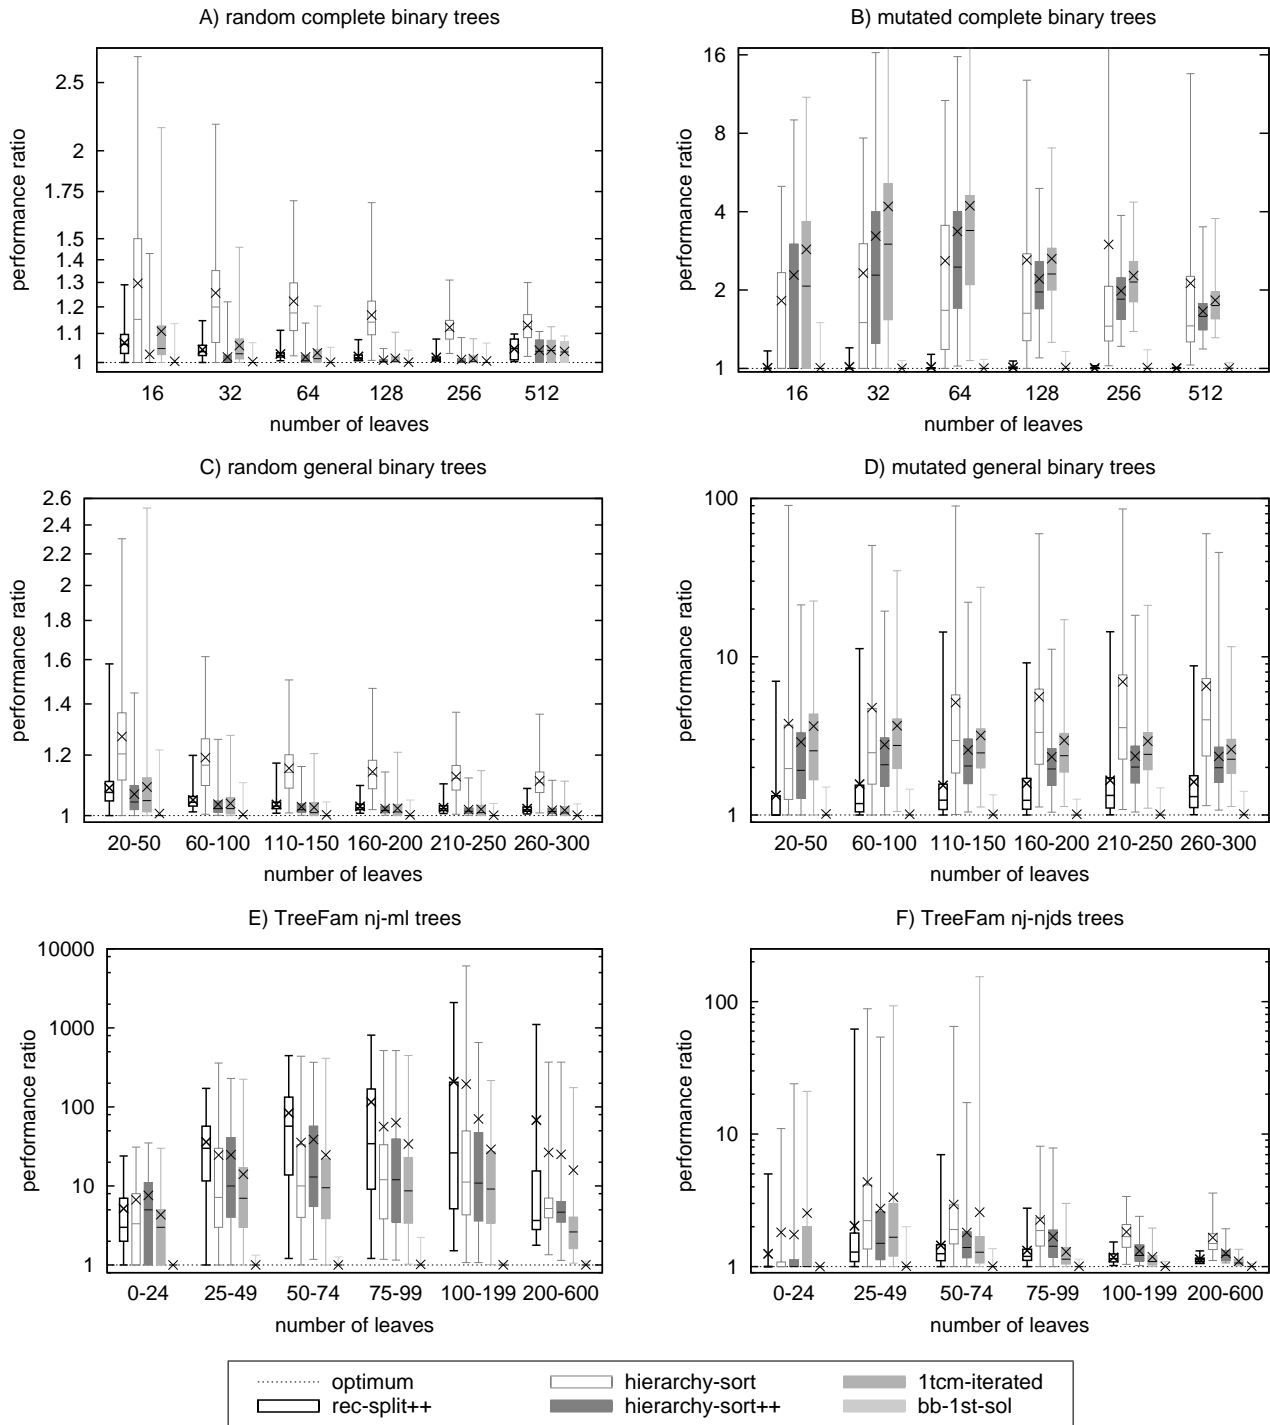 A) random complete binary trees
performance ratio
2.5
2
1.75
1.5
1.4
1.3
1.2
1.1
1
16 32 64 128 256 512
number of leaves
B) mutated complete binary trees
performance ratio
16
8
4
2
1
16 32 64 128 256 512
number of leaves
C) random general binary trees
performance ratio
2.6
2.4
2.2
2
1.8
1.6
1.4
1.2
1
20-50 60-100 110-150 160-200 210-250 260-300
number of leaves
D) mutated general binary trees
performance ratio
100
10
1
20-50 60-100 110-150 160-200 210-250 260-300
number of leaves
E) TreeFam nj-ml trees
performance ratio
10000
1000
100
10
1
0-24 25-49 50-74 75-99 100-199 200-600
number of leaves
F) TreeFam nj-njds trees
performance ratio
100
10
1
0-24 25-49 50-74 75-99 100-199 200-600
number of leaves
optimum
rec-split++
hierarchy-sort
hierarchy-sort++
1tcm-iterated
bb-1st-sol